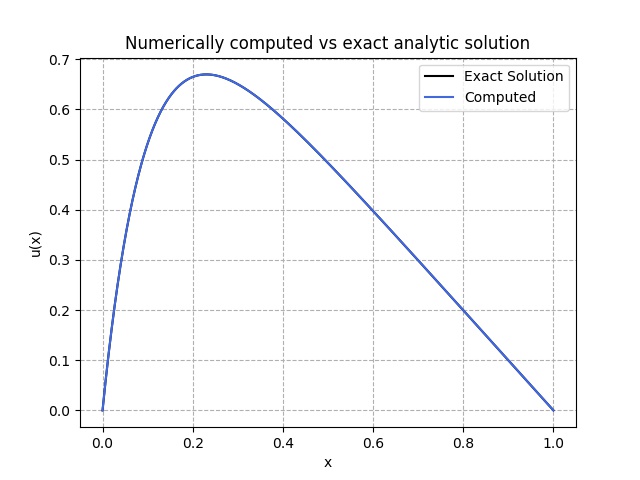 Numerically computed vs exact analytic solution
Exact Solution
Computed
u(x)
0.7
0.6
0.5
0.4
0.3
0.2
0.1
0.0
0.0 0.2 0.4 0.6 0.8 1.0
x